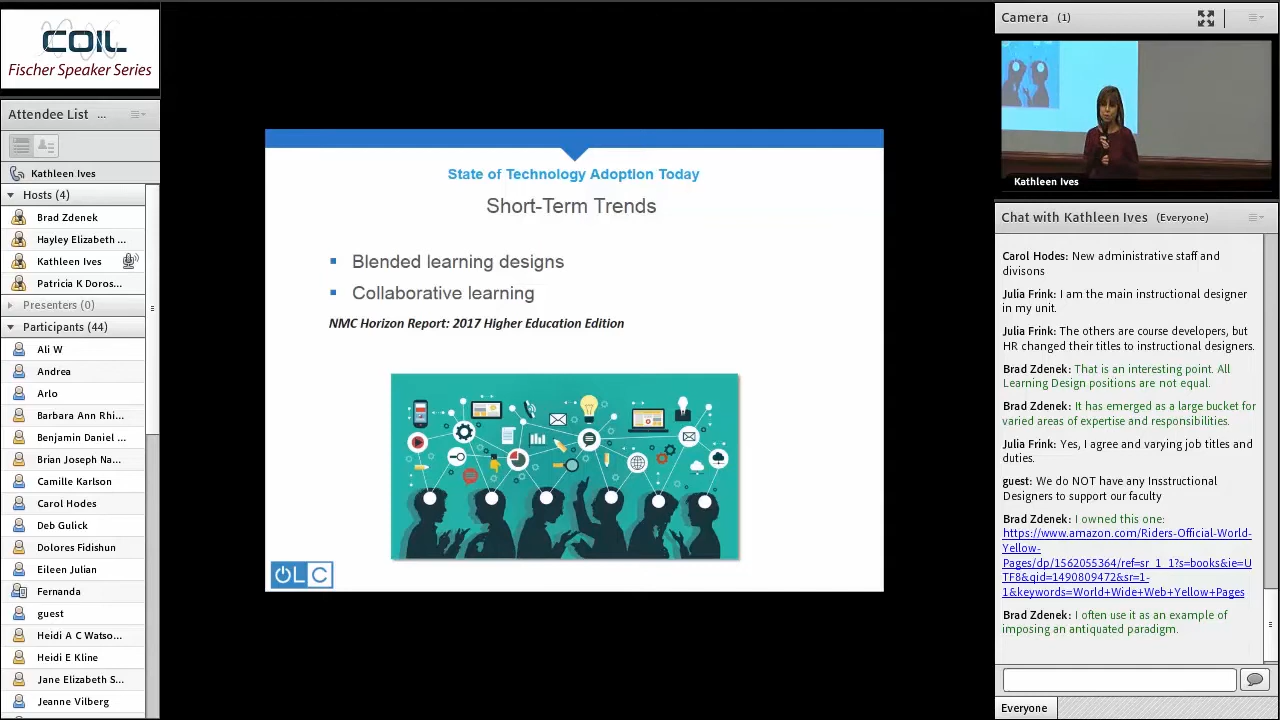 COIL
Fischer Speaker Series
Attendee List ...
Kathleen Ives
Hosts (4)
Brad Zdenek
Hayley Elizabeth ...
Kathleen Ives
Patricia K Doros...
Presenters (0)
Participants (44)
Ali W
Andrea
Arlo
Barbara Ann Rhi...
Benjamin Daniel ...
Brian Joseph Na...
Camille Karlson
Carol Hodes
Deb Gulick
Dolores Fidishun
Eileen Julian
Fernanda
guest
Heidi A C Watso...
Heidi E Kline
Jane Elizabeth S...
Jeanne Vilberg
State of Technology Adoption Today
Short-Term Trends
Blended learning designs
Collaborative learning
NMC Horizon Report: 2017 Higher Education Edition
OLC
Camera (1)
Kathleen Ives
Chat with Kathleen Ives (Everyone)
Carol Hodes: New administrative staff and
divisons
Julia Frink: I am the main instructional designer
in my unit.
Julia Frink: The others are course developers, but
HR changed their titles to instructional designers.
Brad Zdenek: That is an interesting point. All
Learning Design positions are not equal.
Brad Zdenek: It has emerged as a large bucket for
varied areas of expertise and responsibilities.
Julia Frink: Yes, I agree and varying job titles and
duties.
guest: We do NOT have any Insstructional
Designers to support our faculty
Brad Zdenek: I owned this one:
https://www.amazon.com/Riders-Official-World-
Yellow-
Pages/dp/1562055364/ref=sr_1_1?s=books&ie=U
TF8&qid=1490809472&sr=1-
1&keywords=World+Wide+Web+Yellow+Pages
Brad Zdenek: I often use it as an example of
imposing an antiquated paradigm.
Everyone